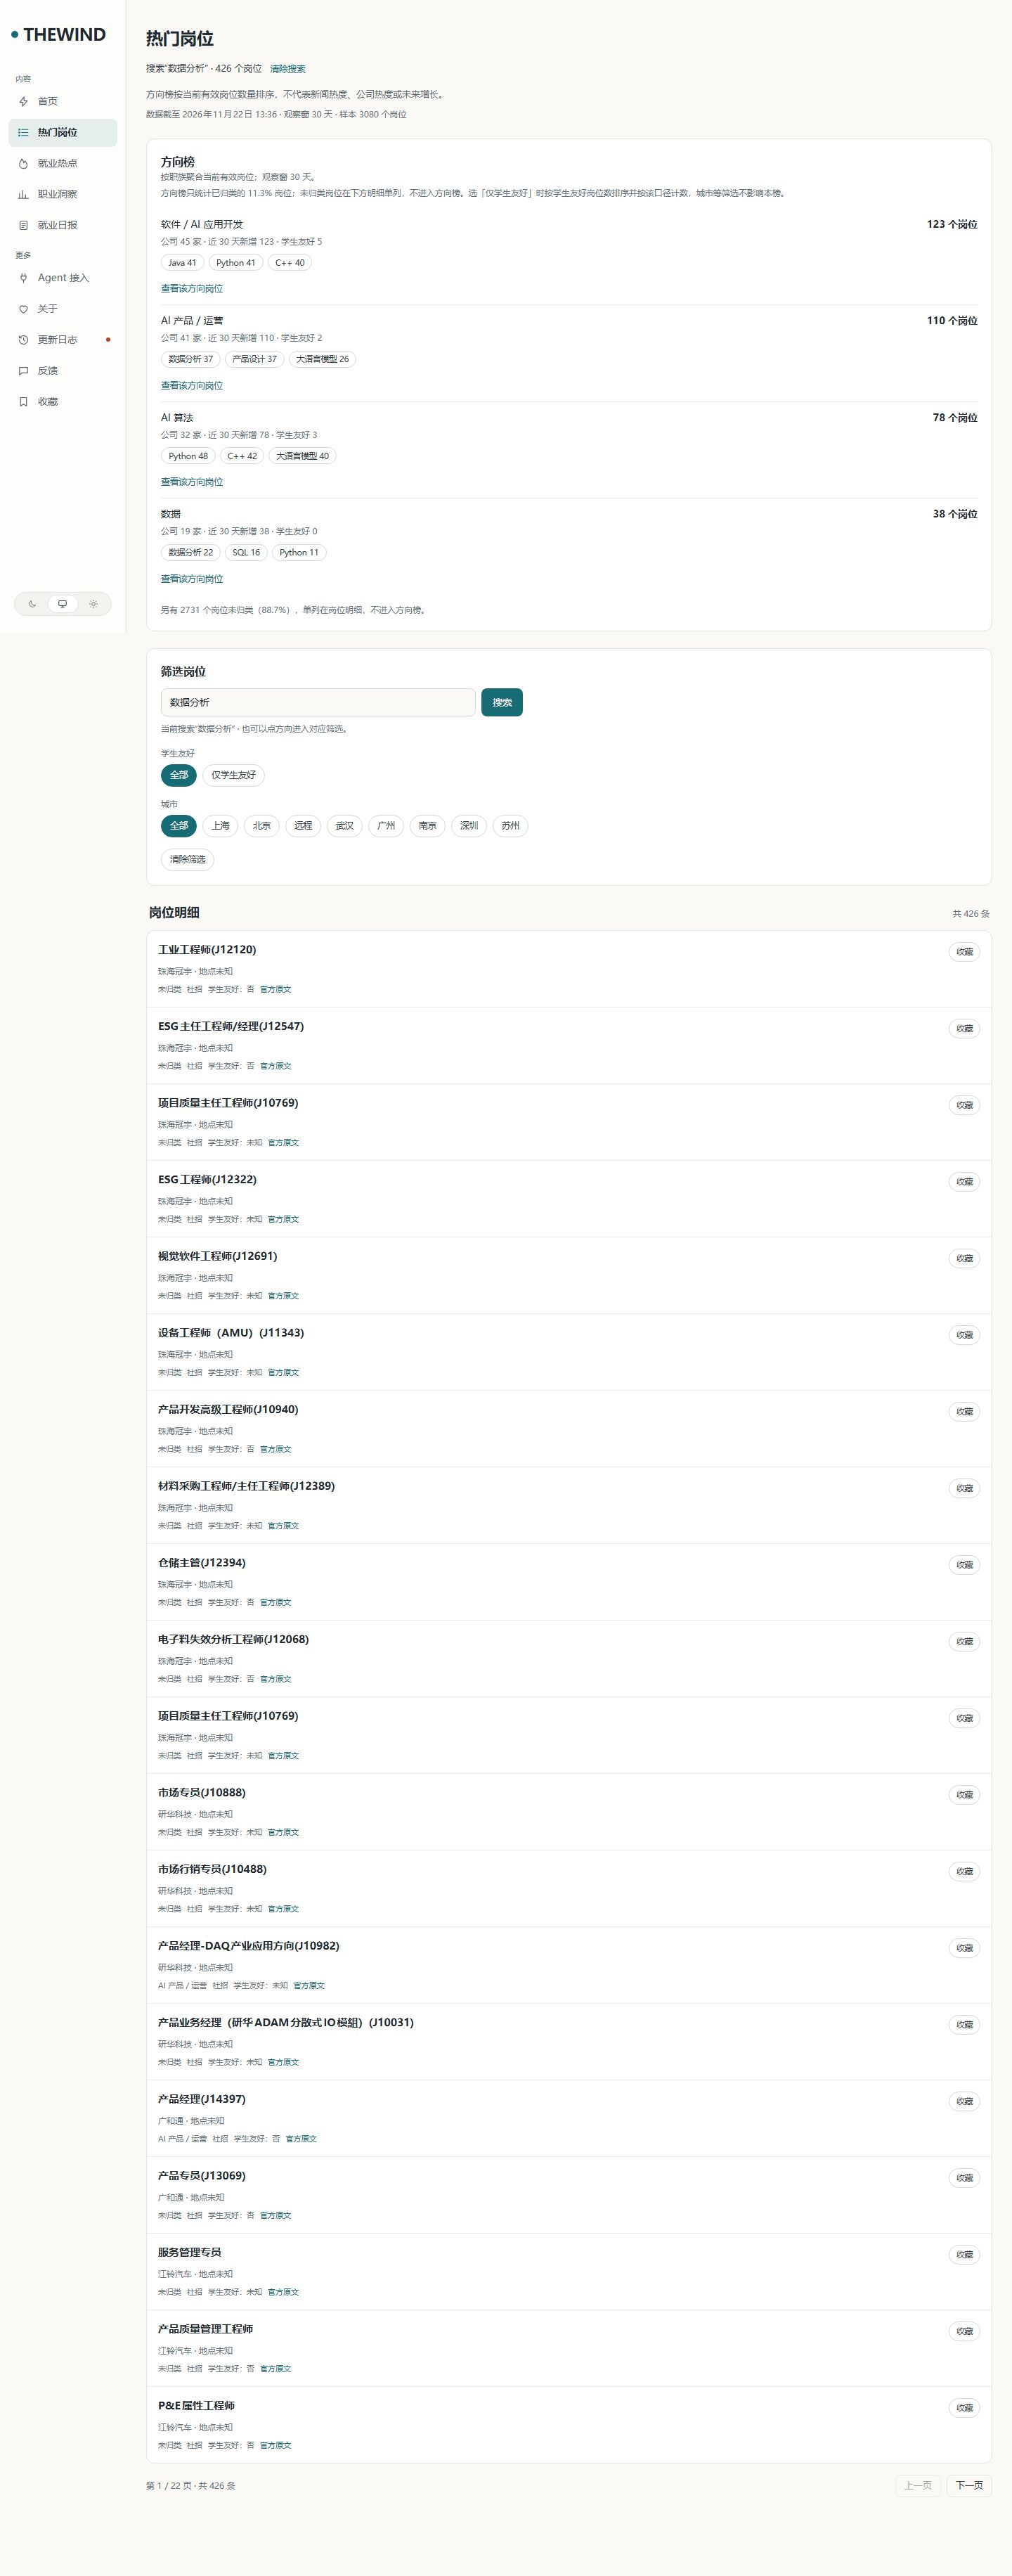 THEWIND
内容
首页
热门岗位
就业热点
职业洞察
就业日报
更多
Agent 接入
关于
更新日志
反馈
收藏
热门岗位
搜索“数据分析” · 426 个岗位 清除搜索
方向榜按当前有效岗位数量排序，不代表新闻热度、公司热度或未来增长。
数据截至 2026年11月22日 13:36 · 观察窗 30 天 · 样本 3080 个岗位
方向榜
按职族聚合当前有效岗位；观察窗 30 天。
方向榜只统计已归类的 11.3% 岗位；未归类岗位在下方明细单列，不进入方向榜。选「仅学生友好」时按学生友好岗位数排序并按该口径计数，城市等筛选不影响本榜。
软件 / AI 应用开发 123 个岗位
公司 45 家 · 近 30 天新增 123 · 学生友好 5
Java 41 Python 41 C++ 40
查看该方向岗位
AI 产品 / 运营 110 个岗位
公司 41 家 · 近 30 天新增 110 · 学生友好 2
数据分析 37 产品设计 37 大语言模型 26
查看该方向岗位
AI 算法 78 个岗位
公司 32 家 · 近 30 天新增 78 · 学生友好 3
Python 48 C++ 42 大语言模型 40
查看该方向岗位
数据 38 个岗位
公司 19 家 · 近 30 天新增 38 · 学生友好 0
数据分析 22 SQL 16 Python 11
查看该方向岗位
另有 2731 个岗位未归类（88.7%），单列在岗位明细，不进入方向榜。
筛选岗位
数据分析 搜索
当前搜索“数据分析” · 也可以点方向进入对应筛选。
学生友好
全部 仅学生友好
城市
全部 上海 北京 远程 武汉 广州 南京 深圳 苏州
清除筛选
岗位明细 共 426 条
工业工程师(J12120) 收藏
珠海冠宇 · 地点未知
未归类 社招 学生友好：否 官方原文
ESG主任工程师/经理(J12547) 收藏
珠海冠宇 · 地点未知
未归类 社招 学生友好：否 官方原文
项目质量主任工程师(J10769) 收藏
珠海冠宇 · 地点未知
未归类 社招 学生友好：未知 官方原文
ESG工程师(J12322) 收藏
珠海冠宇 · 地点未知
未归类 社招 学生友好：未知 官方原文
视觉软件工程师(J12691) 收藏
珠海冠宇 · 地点未知
未归类 社招 学生友好：未知 官方原文
设备工程师（AMU）(J11343) 收藏
珠海冠宇 · 地点未知
未归类 社招 学生友好：未知 官方原文
产品开发高级工程师(J10940) 收藏
珠海冠宇 · 地点未知
未归类 社招 学生友好：否 官方原文
材料采购工程师/主任工程师(J12389) 收藏
珠海冠宇 · 地点未知
未归类 社招 学生友好：未知 官方原文
仓储主管(J12394) 收藏
珠海冠宇 · 地点未知
未归类 社招 学生友好：否 官方原文
电子料失效分析工程师(J12068) 收藏
珠海冠宇 · 地点未知
未归类 社招 学生友好：否 官方原文
项目质量主任工程师(J10769) 收藏
珠海冠宇 · 地点未知
未归类 社招 学生友好：未知 官方原文
市场专员(J10888) 收藏
研华科技 · 地点未知
未归类 社招 学生友好：未知 官方原文
市场行销专员(J10488) 收藏
研华科技 · 地点未知
未归类 社招 学生友好：未知 官方原文
产品经理-DAQ产业应用方向(J10982) 收藏
研华科技 · 地点未知
AI 产品 / 运营 社招 学生友好：未知 官方原文
产品业务经理（研华ADAM分散式IO模組）(J10031) 收藏
研华科技 · 地点未知
未归类 社招 学生友好：未知 官方原文
产品经理(J14397) 收藏
广和通 · 地点未知
AI 产品 / 运营 社招 学生友好：否 官方原文
产品专员(J13069) 收藏
广和通 · 地点未知
未归类 社招 学生友好：否 官方原文
服务管理专员 收藏
江铃汽车 · 地点未知
未归类 社招 学生友好：未知 官方原文
产品质量管理工程师 收藏
江铃汽车 · 地点未知
未归类 社招 学生友好：否 官方原文
P&E属性工程师 收藏
江铃汽车 · 地点未知
未归类 社招 学生友好：否 官方原文
第 1 / 22 页 · 共 426 条 上一页 下一页